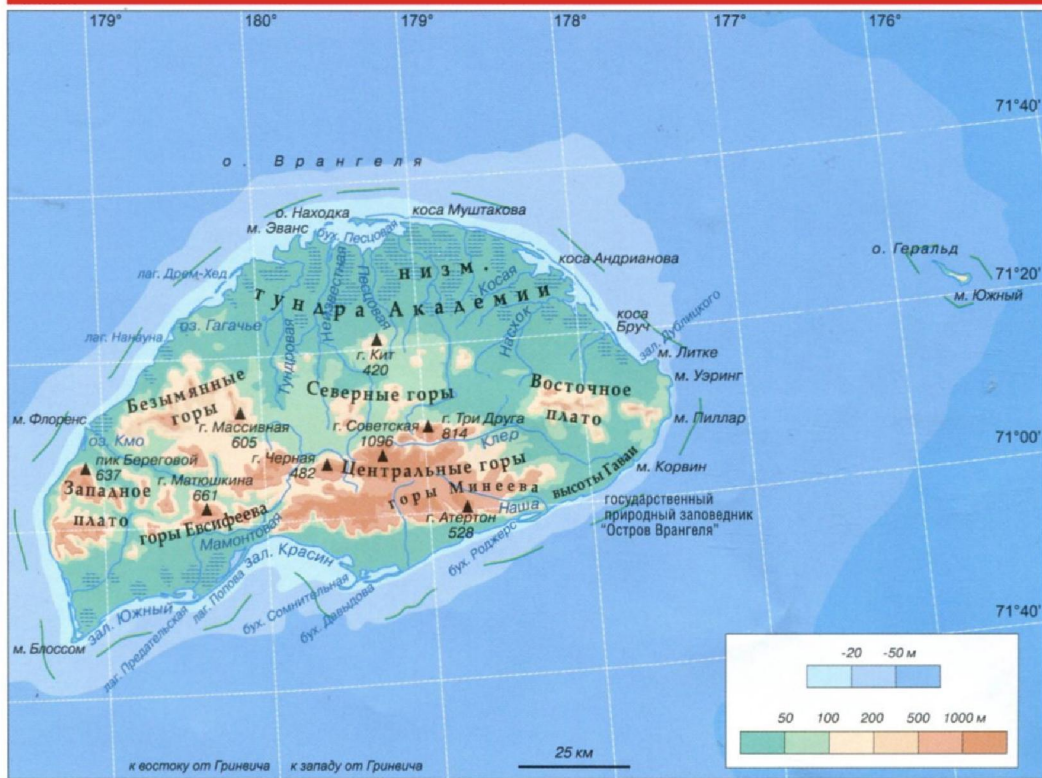 179°
180°
179°
178°
177°
176°
71°40'
о. Врангеля
о. Находка
коса Муштакова
м. Эванс
бух. Песцовая
лаг. Дрем-Хед
низм.
тундра Академии
Неизвестная
Песцовая
Косая
коса Андрианова
о. Геральд
71°20'
м. Южный
оз. Гагачье
лаг. Нанауна
Тундровая
Насхок
коса
Бруч
зал. Дублицкого
м. Литке
м. Уэринг
г. Кит
420
Безымянные
горы
Северные горы
Восточное
плато
м. Пиллар
м. Флоренс
г. Массивная
605
г. Советская
1096
г. Три Друга
814
Клер
71°00'
оз. Кмо
пик Береговой
637
г. Черная
482
Центральные горы
м. Корвин
г. Матюшкина
661
Западное
плато
горы Минеева
высоты Гаваи
горы Евсифеева
г. Атёртон
528
Наша
государственный
природный заповедник
"Остров Врангеля"
Мамонтовая
зал. Красин
бух. Роджерс
зал. Южный
лаг. Попова
бух. Сомнительная
бух. Давыдова
лаг. Предательская
м. Блоссом
71°40'
-20 -50 м
50 100 200 500 1000 м
25 км
к востоку от Гринвича к западу от Гринвича